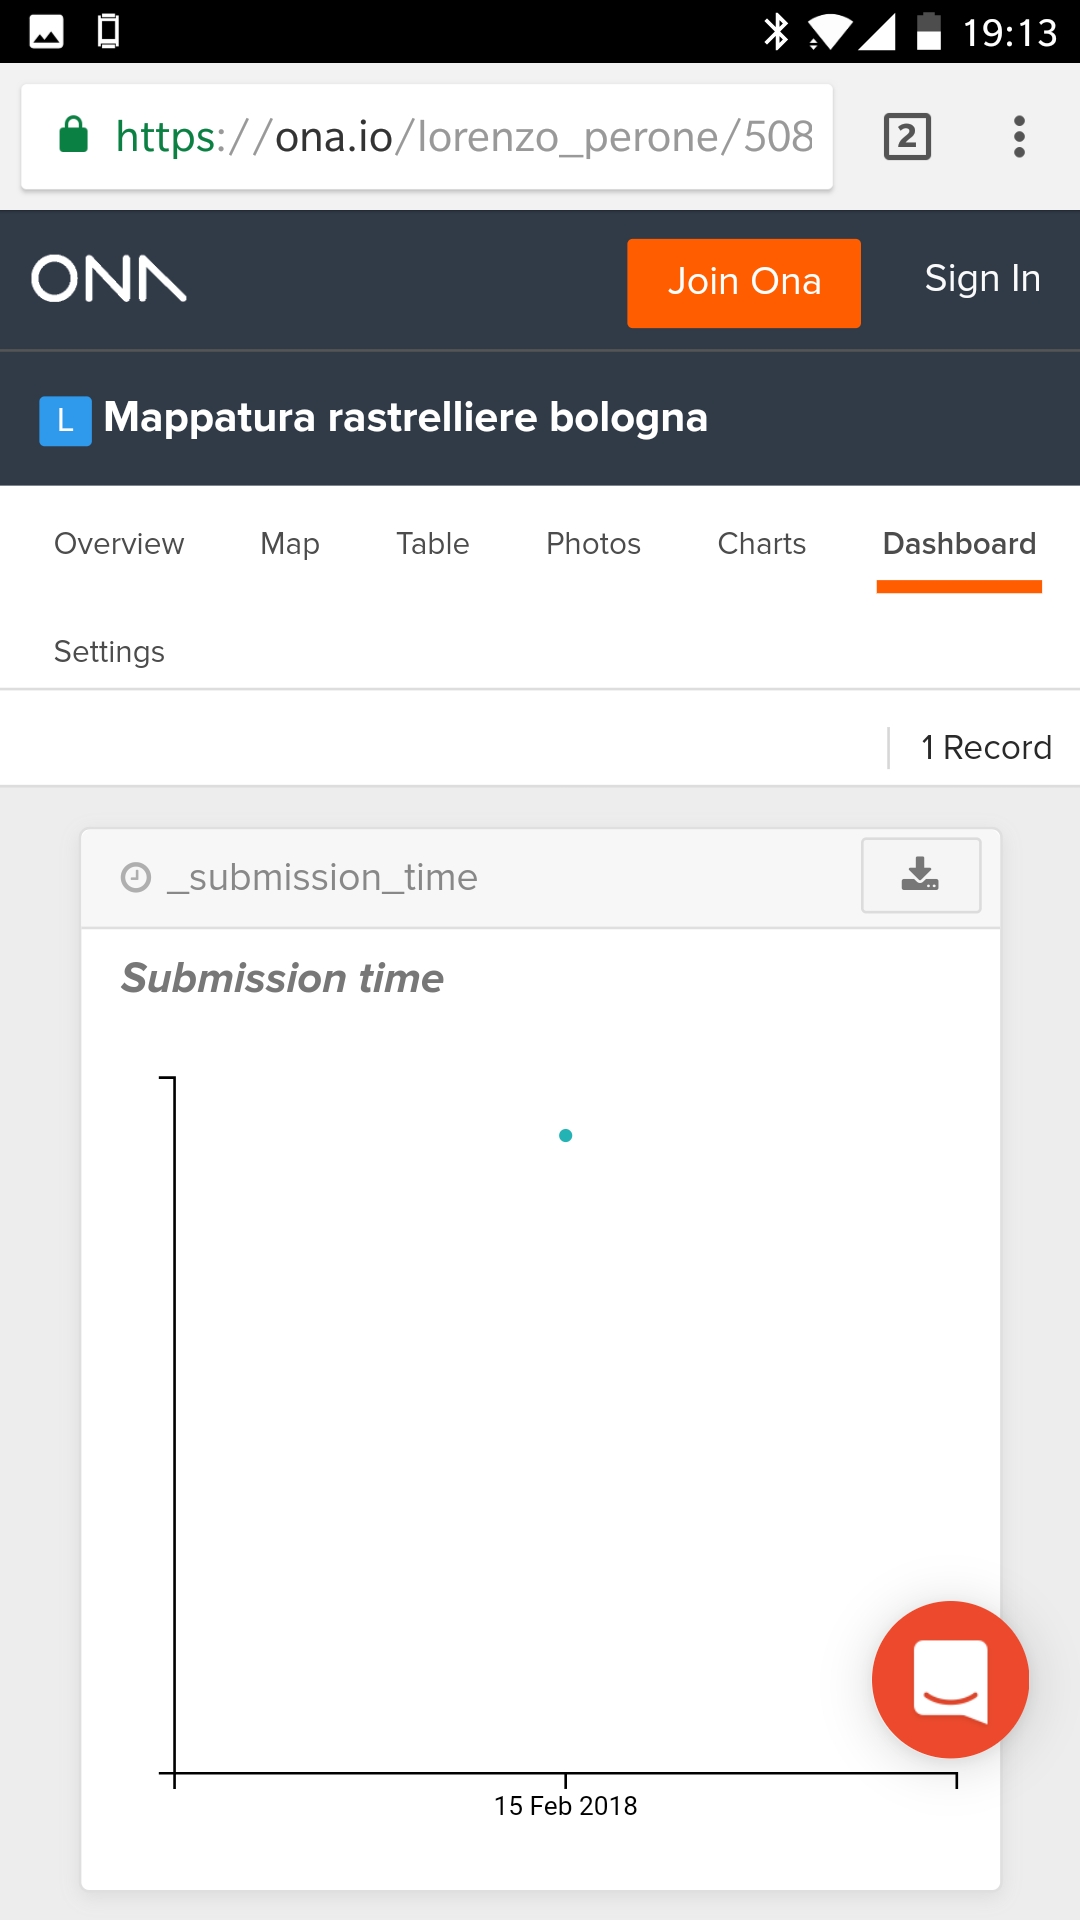 19:13
https://ona.io/lorenzo_perone/508
2
ONA
Join Ona
Sign In
L Mappatura rastrelliere bologna
Overview Map Table Photos Charts Dashboard
Settings
1 Record
_submission_time
Submission time
15 Feb 2018